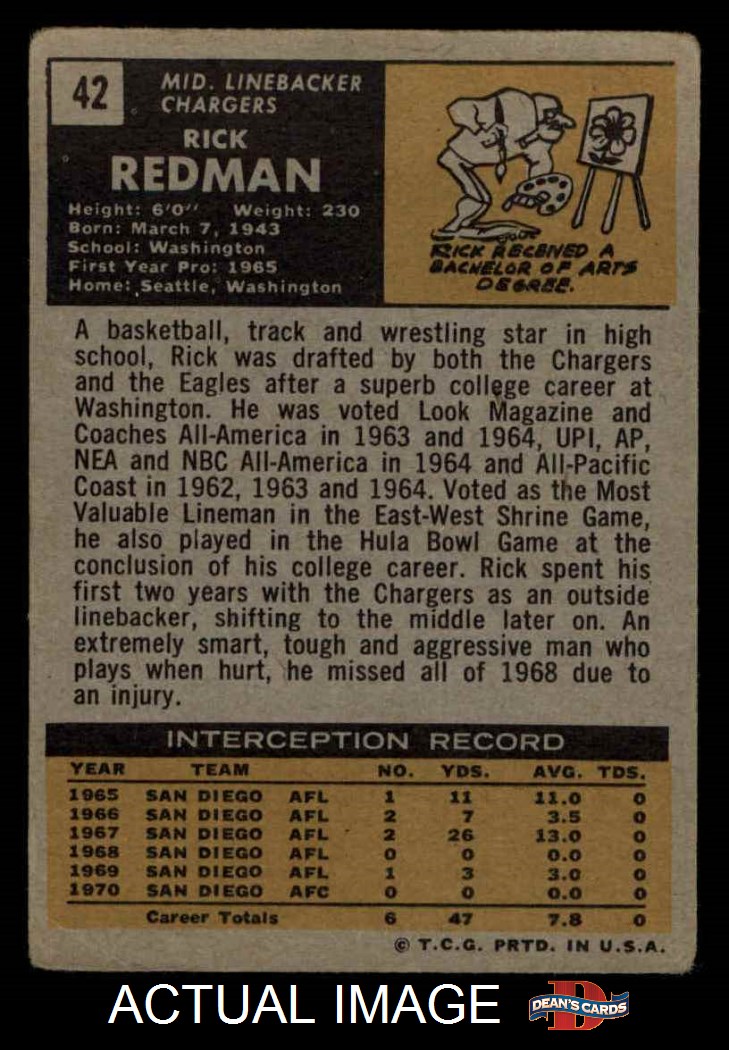 42
MID. LINEBACKER
CHARGERS
RICK
REDMAN
Height: 6'0" Weight: 230
Born: March 7, 1943
School: Washington
First Year Pro: 1965
Home: Seattle, Washington
RICK RECEIVED A
BACHELOR OF ARTS
DEGREE.
A basketball, track and wrestling star in high
school, Rick was drafted by both the Chargers
and the Eagles after a superb college career at
Washington. He was voted Look Magazine and
Coaches All-America in 1963 and 1964, UPI, AP,
NEA and NBC All-America in 1964 and All-Pacific
Coast in 1962, 1963 and 1964. Voted as the Most
Valuable Lineman in the East-West Shrine Game,
he also played in the Hula Bowl Game at the
conclusion of his college career. Rick spent his
first two years with the Chargers as an outside
linebacker, shifting to the middle later on. An
extremely smart, tough and aggressive man who
plays when hurt, he missed all of 1968 due to
an injury.
INTERCEPTION RECORD
YEAR TEAM NO. YDS. AVG. TDS.
1965 SAN DIEGO AFL 1 11 11.0 0
1966 SAN DIEGO AFL 2 7 3.5 0
1967 SAN DIEGO AFL 2 26 13.0 0
1968 SAN DIEGO AFL 0 0 0.0 0
1969 SAN DIEGO AFL 1 3 3.0 0
1970 SAN DIEGO AFC 0 0 0.0 0
Career Totals 6 47 7.8 0
© T.C.G. PRTD. IN U.S.A.
ACTUAL IMAGE
D
DEAN'S CARDS